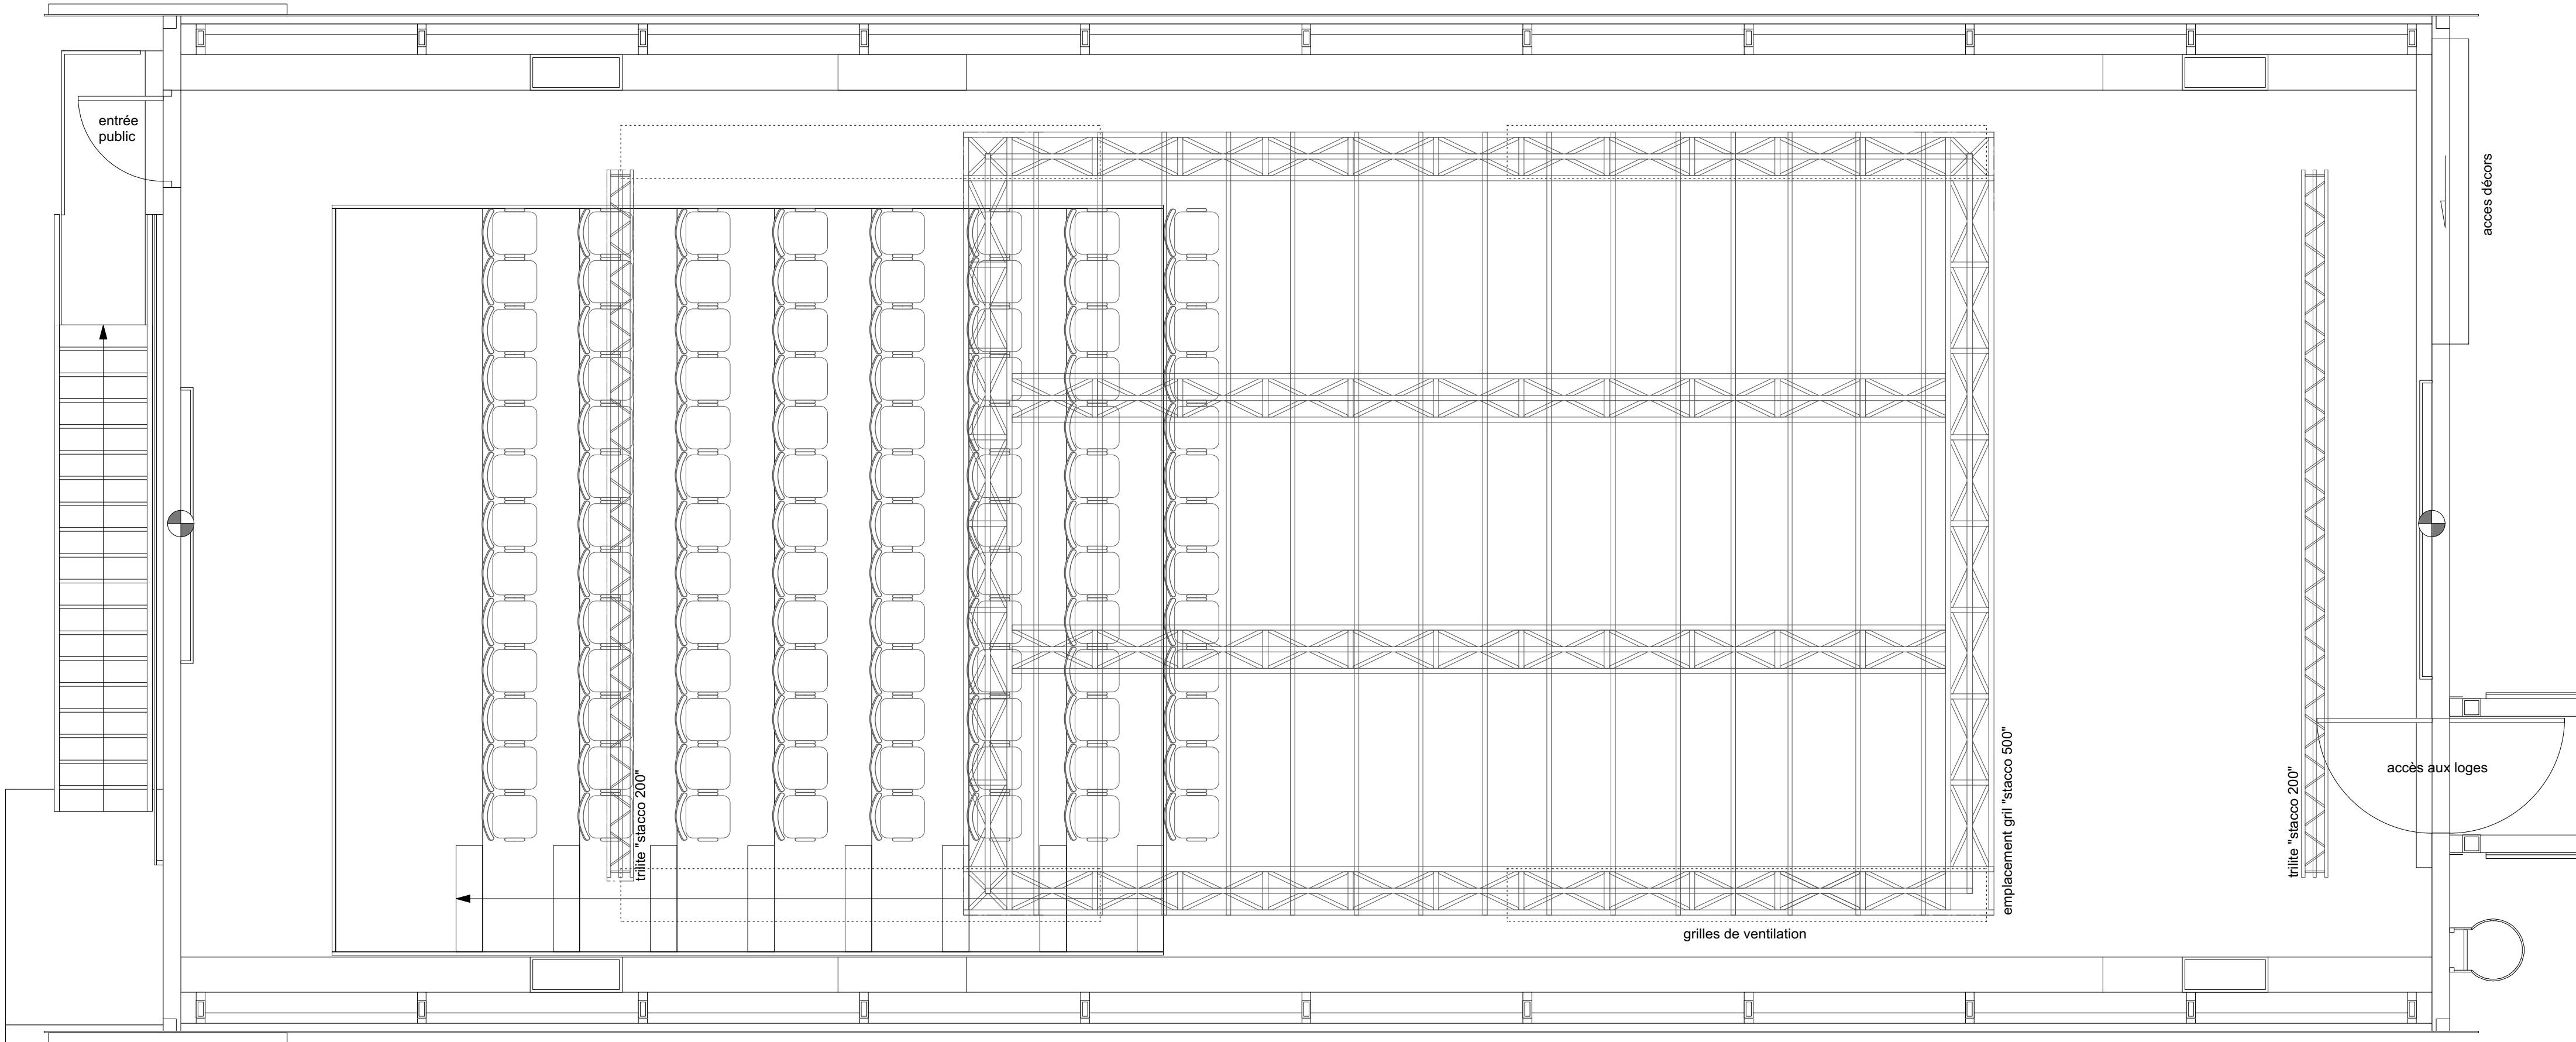 entrée
public
acces décors
trilite "stacco 200"
emplacement gril "stacco 500"
trilite "stacco 200"
accès aux loges
grilles de ventilation